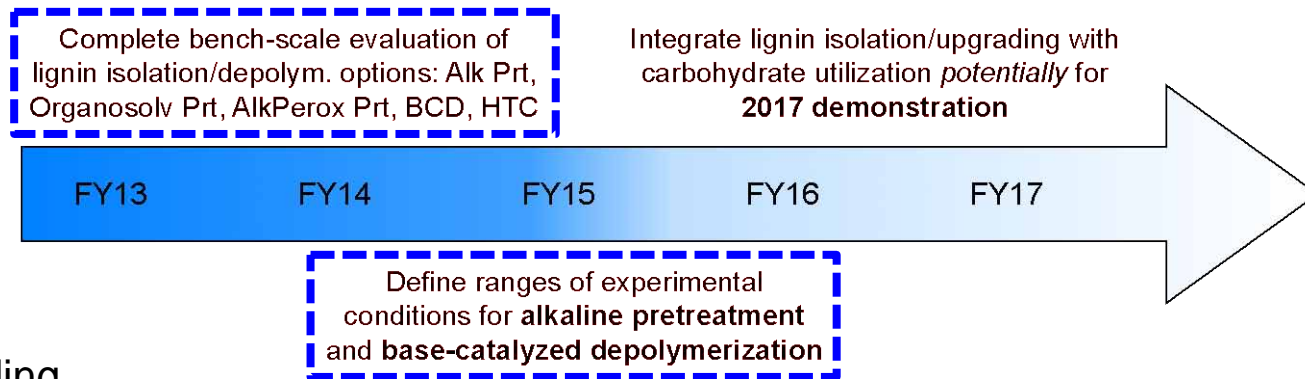 Complete bench-scale evaluation of
lignin isolation/depolym. options: Alk Prt,
Organosolv Prt, AlkPerox Prt, BCD, HTC
Integrate lignin isolation/upgrading with
carbohydrate utilization potentially for
2017 demonstration
FY13 FY14 FY15 FY16 FY17
Define ranges of experimental
conditions for alkaline pretreatment
and base-catalyzed depolymerization